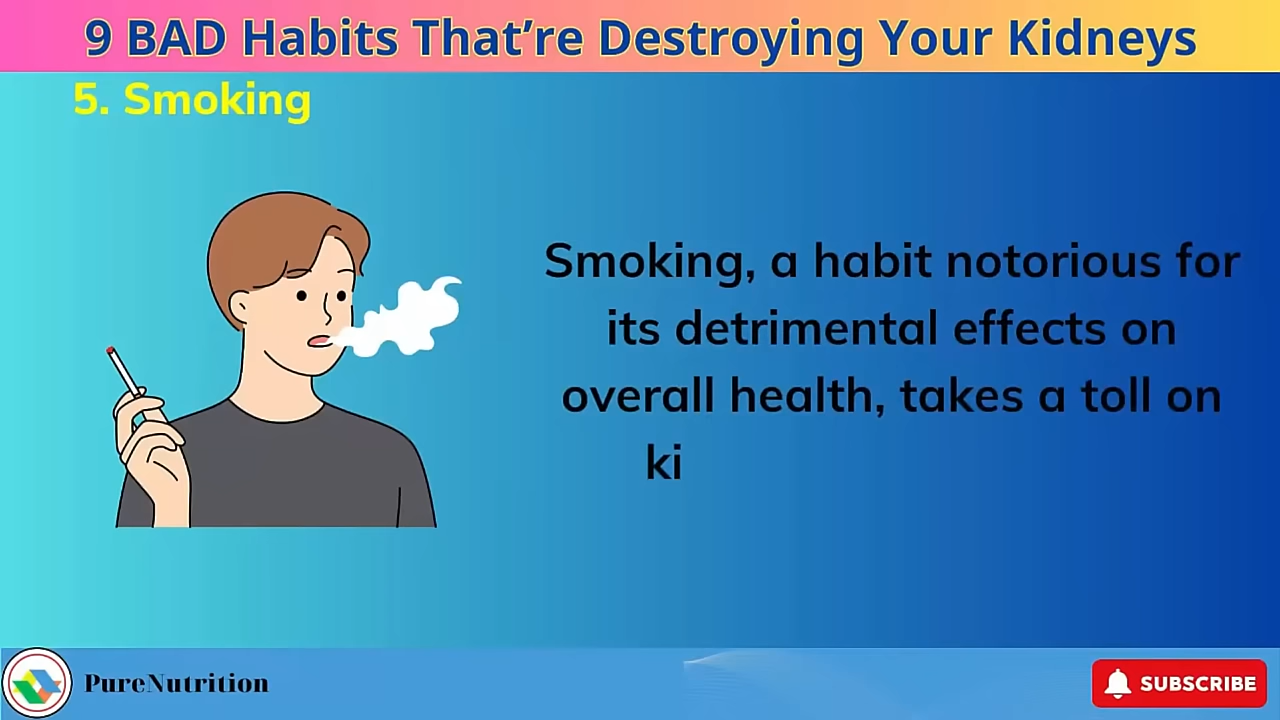 9 BAD Habits That’re Destroying Your Kidneys
5. Smoking
Smoking, a habit notorious for
its detrimental effects on
overall health, takes a toll on
ki
PureNutrition
SUBSCRIBE